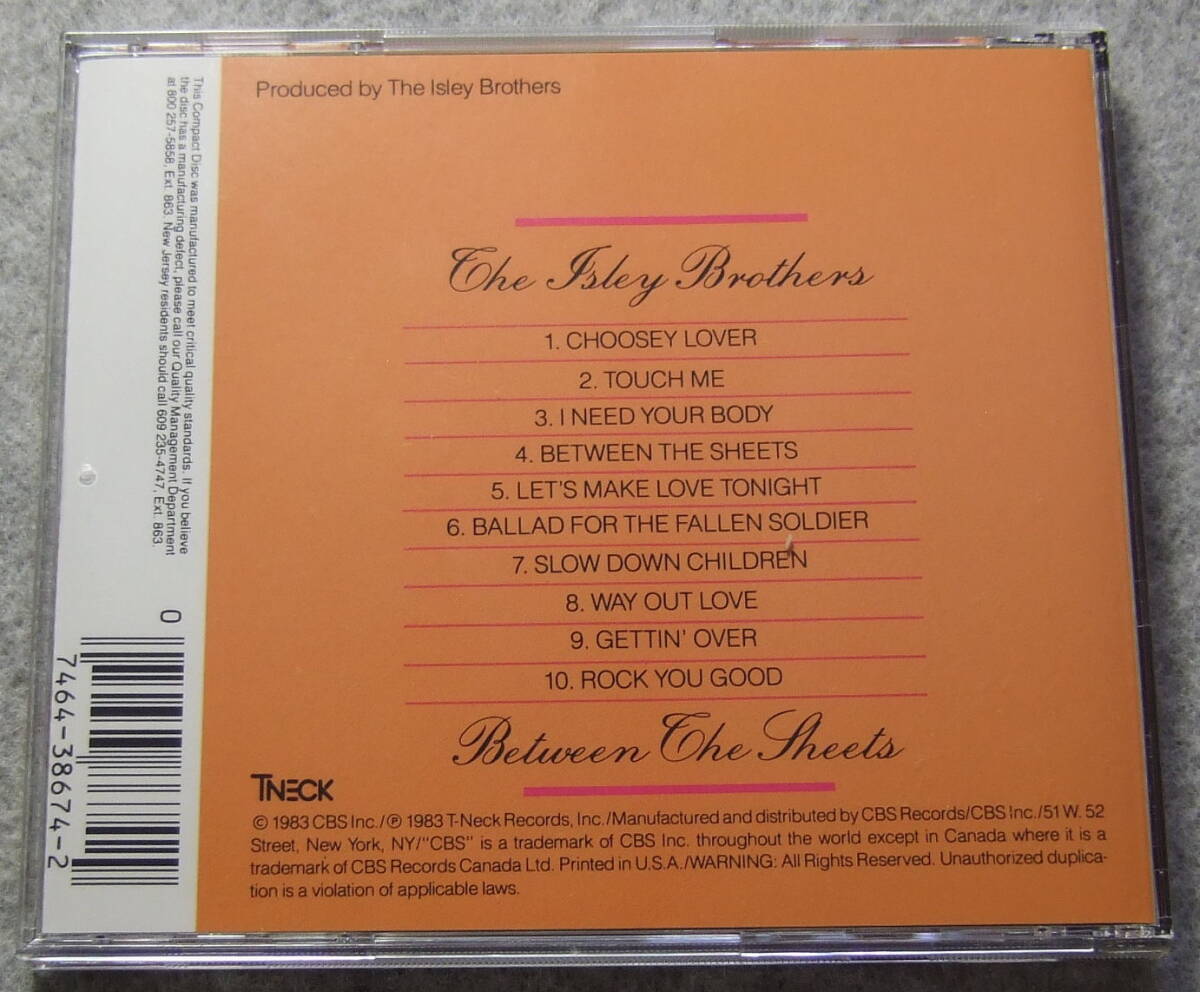 Produced by The Isley Brothers
The Isley Brothers
1. CHOOSEY LOVER
2. TOUCH ME
3. I NEED YOUR BODY
4. BETWEEN THE SHEETS
5. LET'S MAKE LOVE TONIGHT
6. BALLAD FOR THE FALLEN SOLDIER
7. SLOW DOWN CHILDREN
8. WAY OUT LOVE
9. GETTIN' OVER
10. ROCK YOU GOOD
Between The Sheets
TNECK
© 1983 CBS Inc./℗ 1983 T-Neck Records, Inc./Manufactured and distributed by CBS Records/CBS Inc./51 W. 52
Street, New York, NY/"CBS" is a trademark of CBS Inc. throughout the world except in Canada where it is a
trademark of CBS Records Canada Ltd. Printed in U.S.A./WARNING: All Rights Reserved. Unauthorized duplica-
tion is a violation of applicable laws.
This Compact Disc was manufactured to meet critical quality standards. If you believe
the disc has a manufacturing defect, please call our Quality Management Department
at 800 257-5858, Ext. 863. New Jersey residents should call 609 235-4747, Ext. 863.
0
7464-38674-2